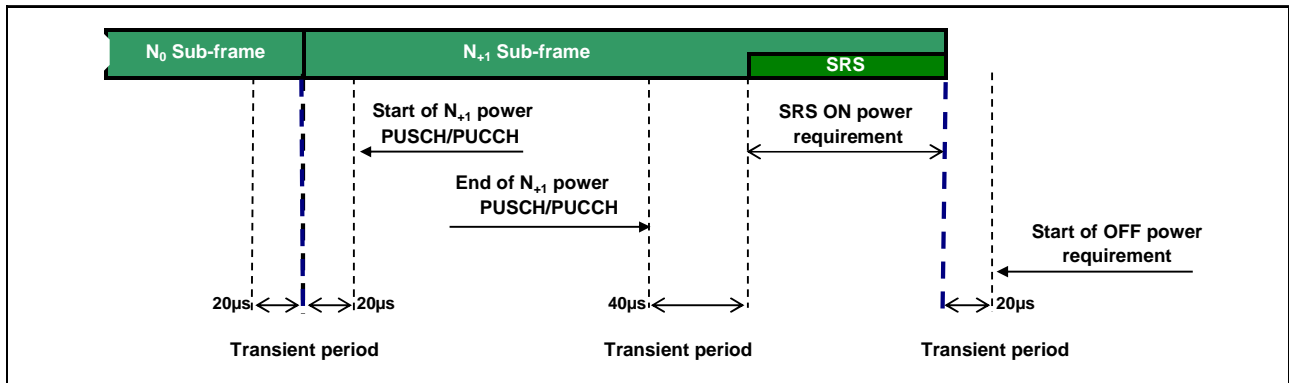 N₀ Sub-frame
N₊₁ Sub-frame
SRS
Start of N₊₁ power
PUSCH/PUCCH
SRS ON power
requirement
End of N₊₁ power
PUSCH/PUCCH
Start of OFF power
requirement
20µs
20µs
40µs
20µs
Transient period
Transient period
Transient period